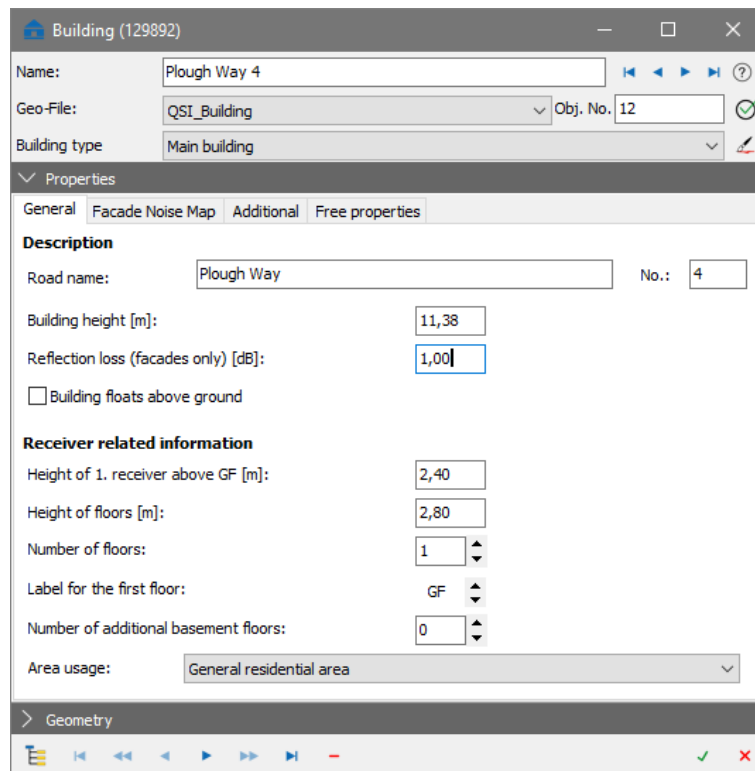 Building (129892)
Name: Plough Way 4
Geo-File: QSI_Building Obj. No. 12
Building type Main building
Properties
General Facade Noise Map Additional Free properties
Description
Road name: Plough Way No.: 4
Building height [m]: 11,38
Reflection loss (facades only) [dB]: 1,00
Building floats above ground
Receiver related information
Height of 1. receiver above GF [m]: 2,40
Height of floors [m]: 2,80
Number of floors: 1
Label for the first floor: GF
Number of additional basement floors: 0
Area usage: General residential area
Geometry